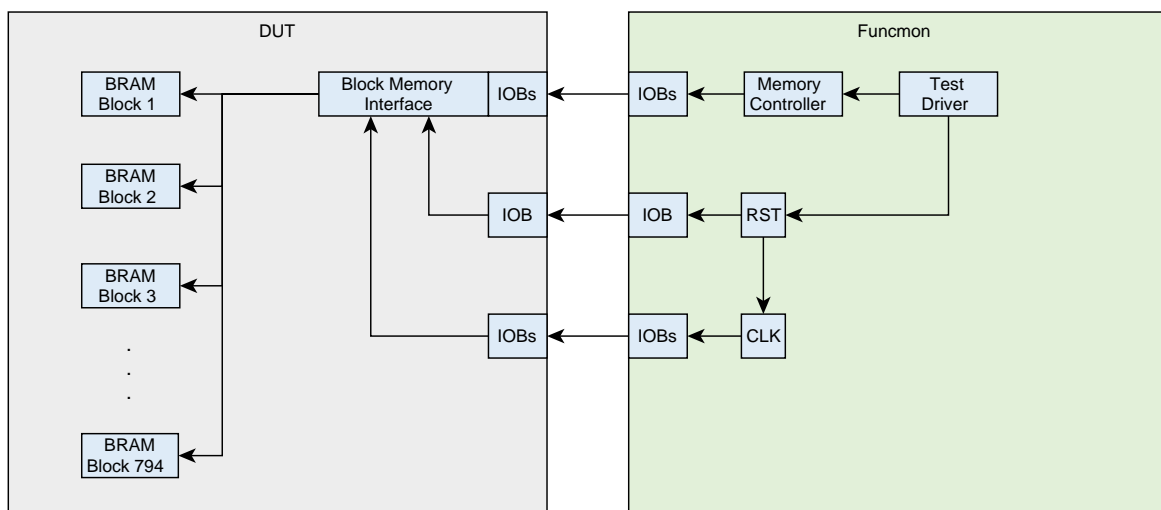 DUT
Funcmon
BRAM
Block 1
Block Memory
Interface
IOBs
IOBs
Memory
Controller
Test
Driver
BRAM
Block 2
IOB
IOB
RST
BRAM
Block 3
IOBs
IOBs
CLK
.
.
.
BRAM
Block 794